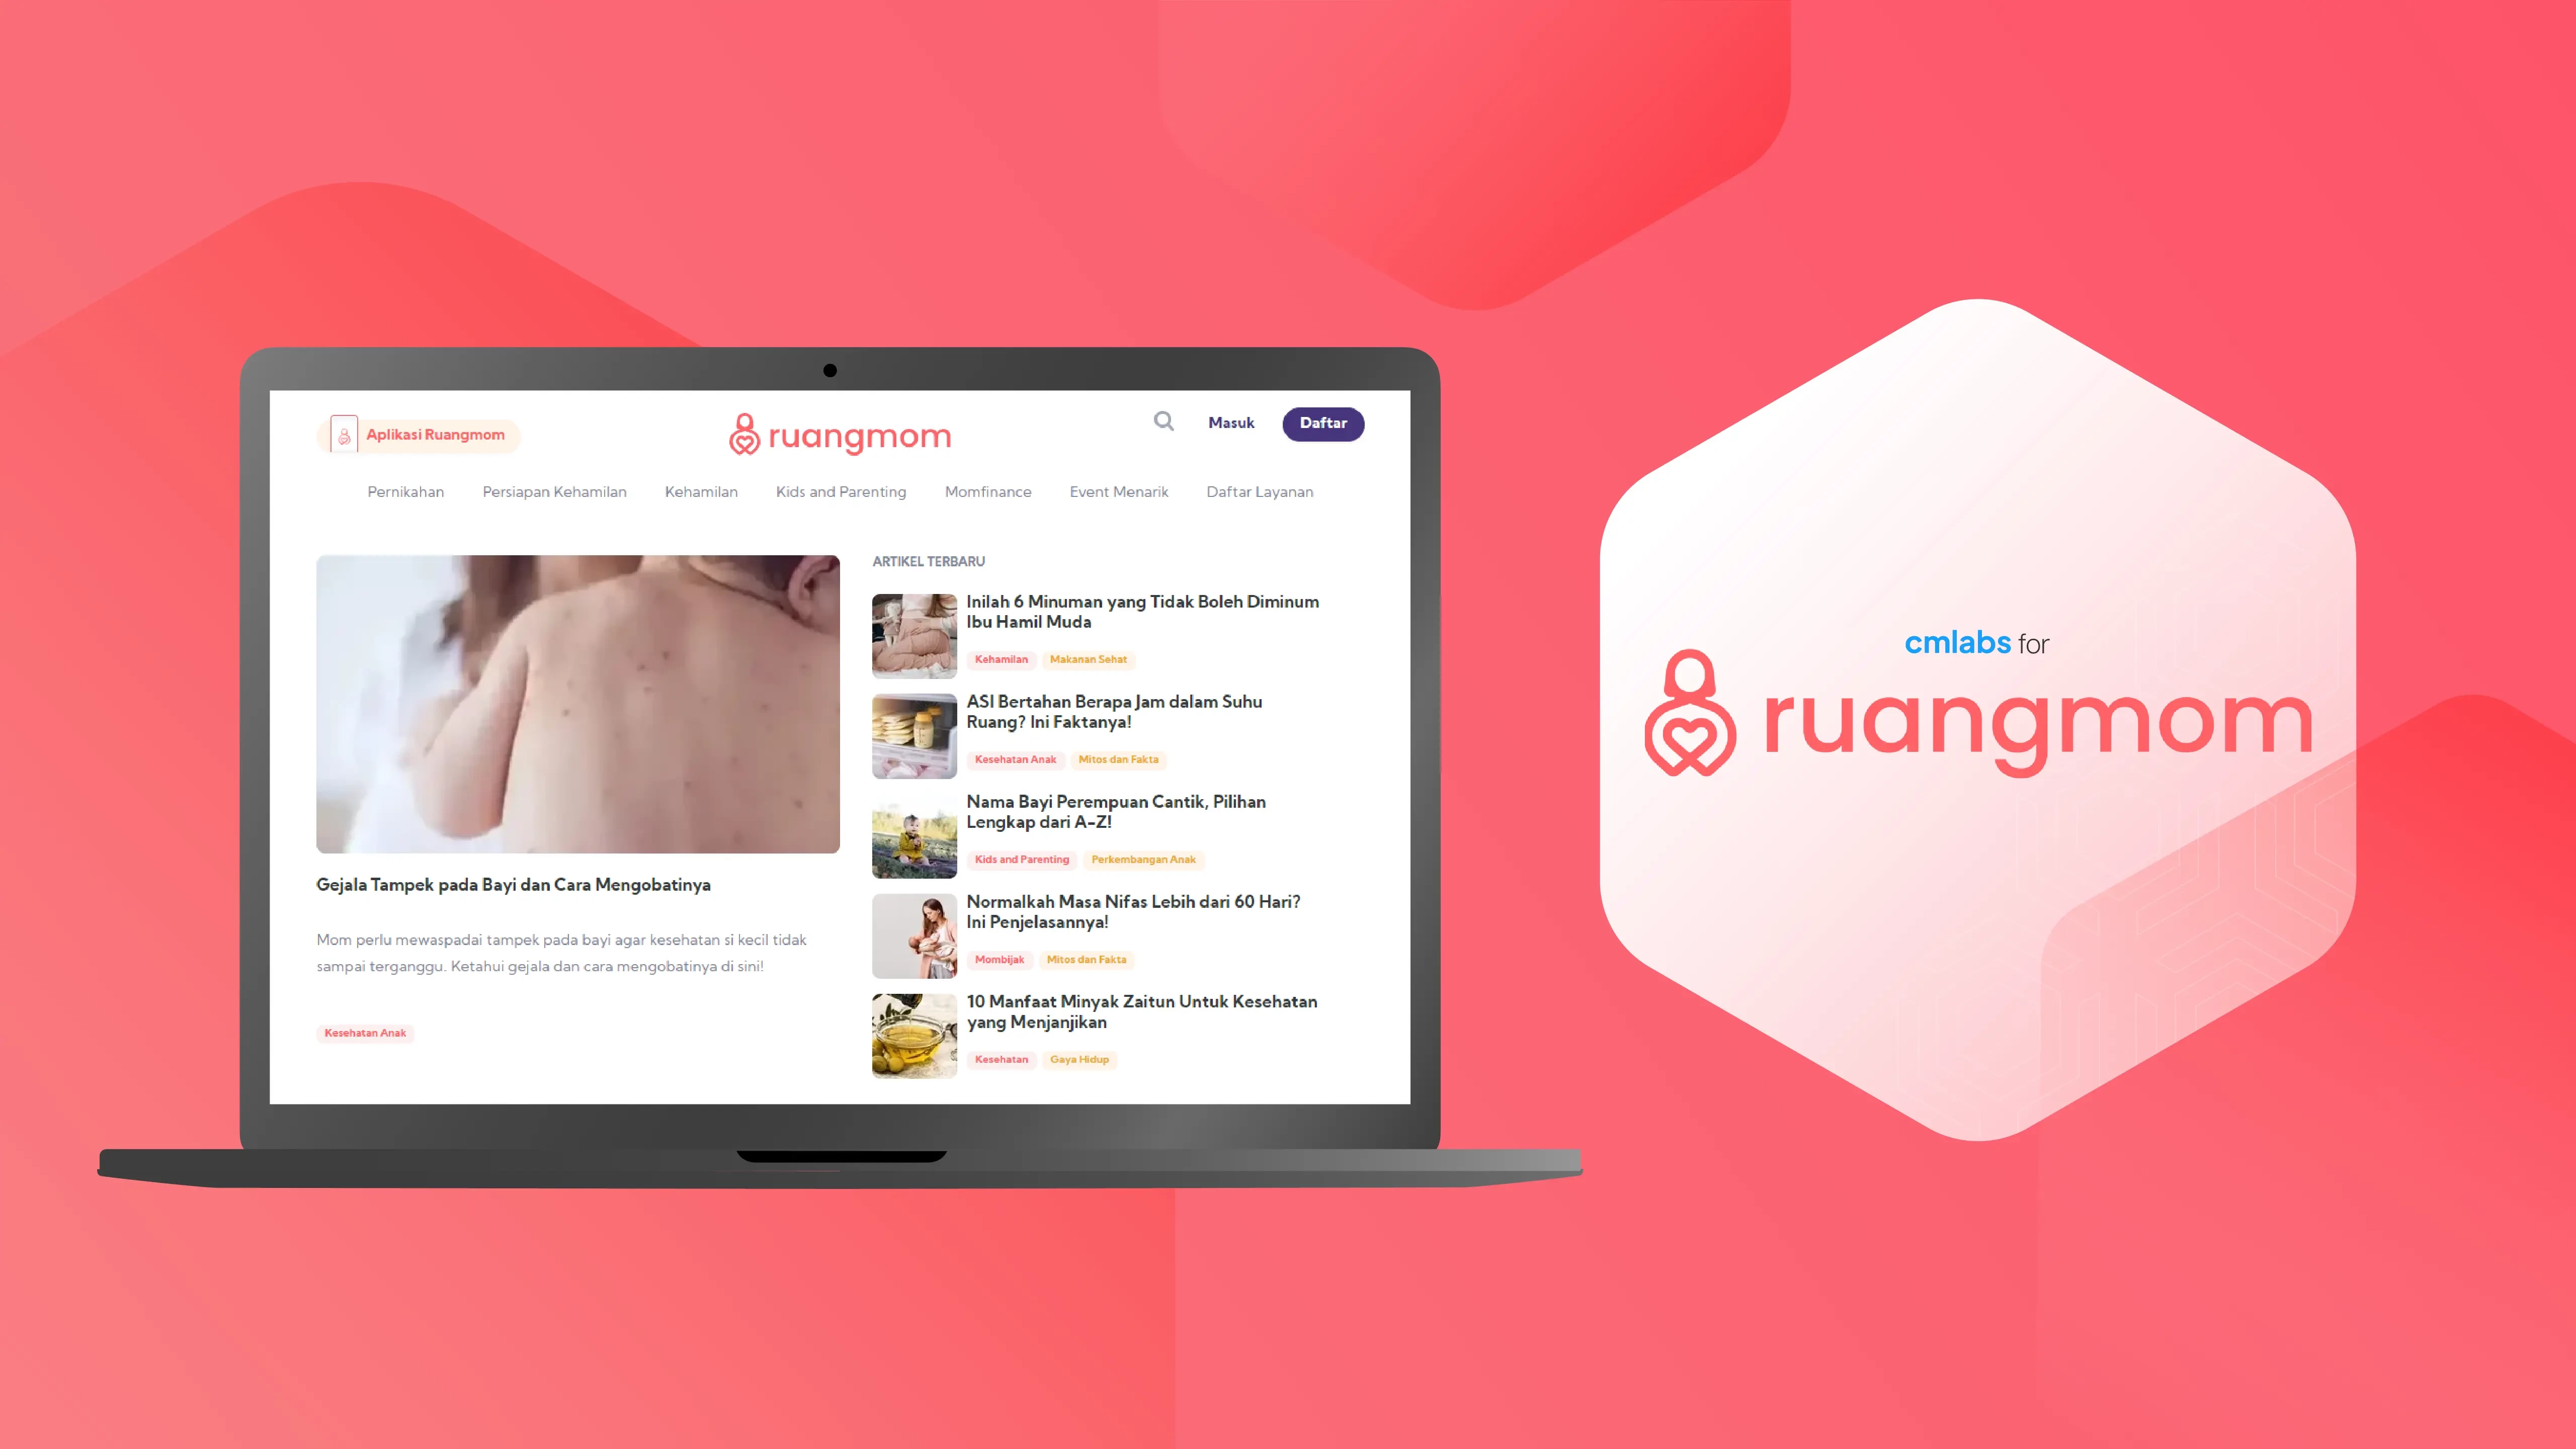 Aplikasi Ruangmom
ruangmom
Masuk
Daftar
Pernikahan
Persiapan Kehamilan
Kehamilan
Kids and Parenting
Momfinance
Event Menarik
Daftar Layanan
Gejala Tampek pada Bayi dan Cara Mengobatinya
Mom perlu mewaspadai tampek pada bayi agar kesehatan si kecil tidak
sampai terganggu. Ketahui gejala dan cara mengobatinya di sini!
Kesehatan Anak
ARTIKEL TERBARU
Inilah 6 Minuman yang Tidak Boleh Diminum
Ibu Hamil Muda
Kehamilan
Makanan Sehat
ASI Bertahan Berapa Jam dalam Suhu
Ruang? Ini Faktanya!
Kesehatan Anak
Mitos dan Fakta
Nama Bayi Perempuan Cantik, Pilihan
Lengkap dari A-Z!
Kids and Parenting
Perkembangan Anak
Normalkah Masa Nifas Lebih dari 60 Hari?
Ini Penjelasannya!
Mombijak
Mitos dan Fakta
10 Manfaat Minyak Zaitun Untuk Kesehatan
yang Menjanjikan
Kesehatan
Gaya Hidup
cmlabs for
ruangmom